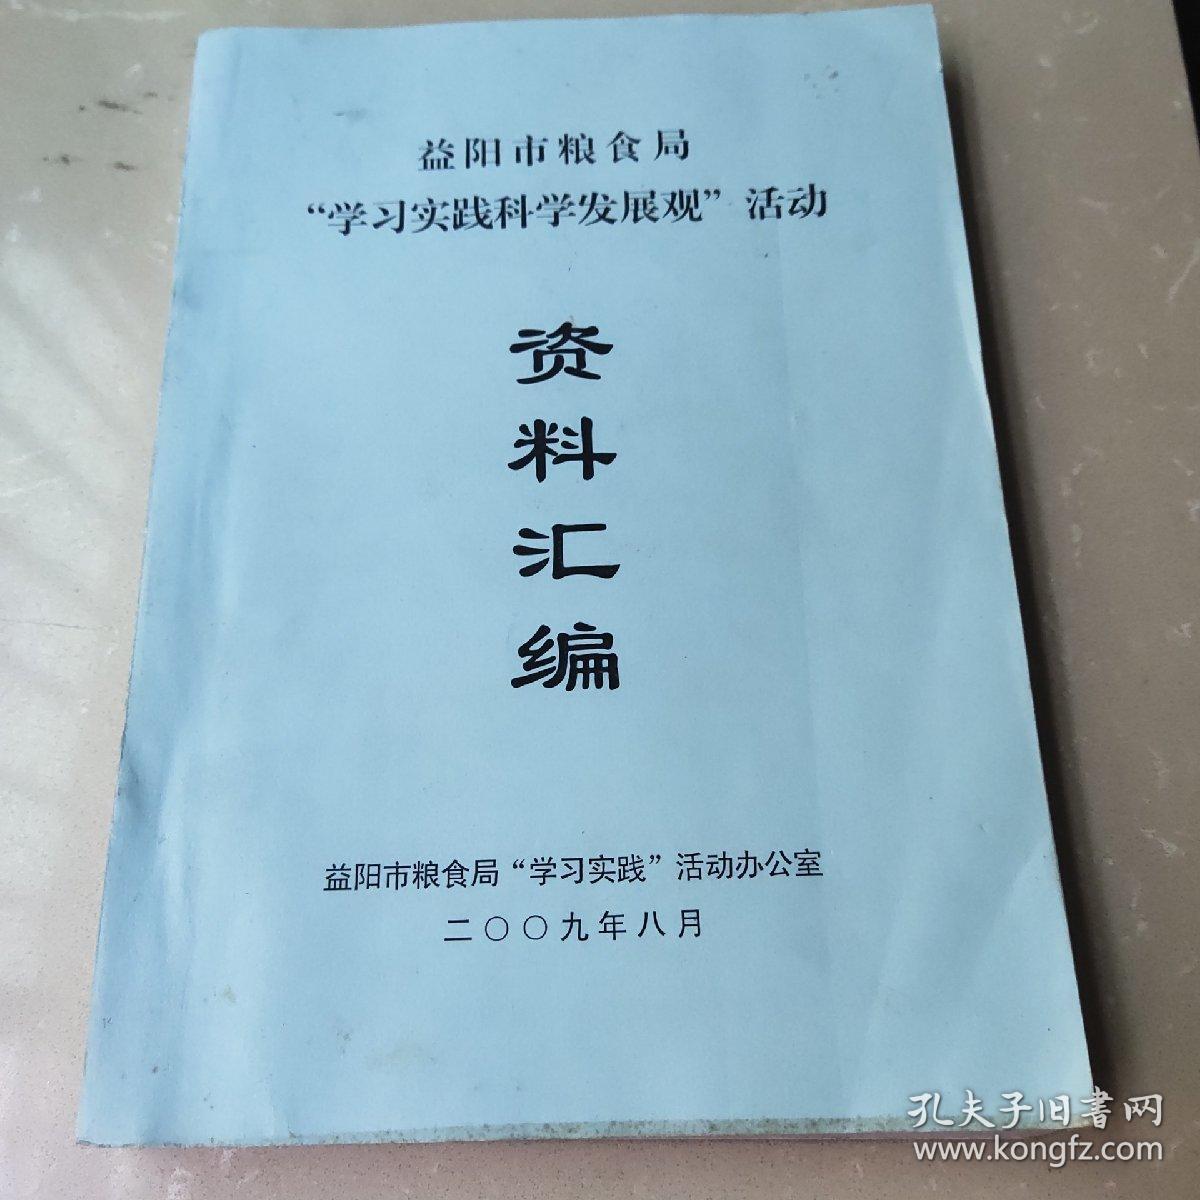 益阳市粮食局
“学习实践科学发展观”活动
资
料
汇
编
益阳市粮食局“学习实践”活动办公室
二〇〇九年八月
孔夫子旧書网
www.kongfz.com